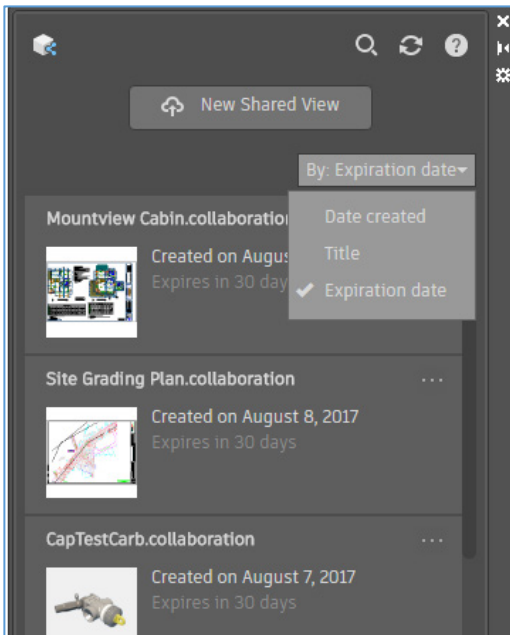 New Shared View
By: Expiration date
Date created
Title
Expiration date
Mountview Cabin.collaboration
Created on Augus
Expires in 30 day
Site Grading Plan.collaboration
...
Created on August 8, 2017
Expires in 30 days
CapTestCarb.collaboration
...
Created on August 7, 2017
Expires in 30 days